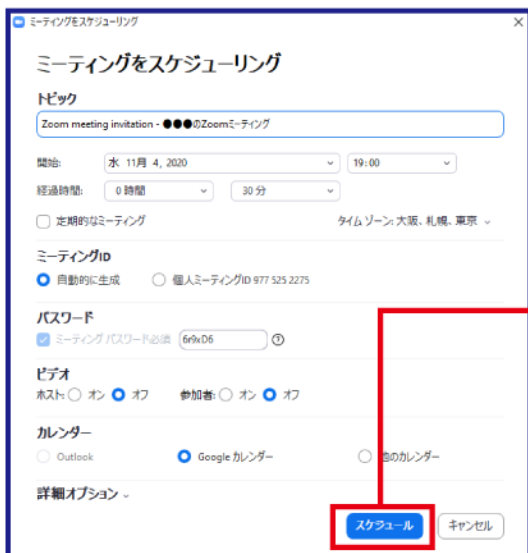 ミーティングをスケジューリング
ミーティングをスケジューリング
トピック
Zoom meeting invitation - ●●●のZoomミーティング
開始: 水 11月 4, 2020 19:00
経過時間: 0 時間 30 分
定期的なミーティング タイム ゾーン: 大阪、札幌、東京
ミーティングID
自動的に生成 個人ミーティングID 977 525 2275
パスワード
ミーティング パスワード必須 6r9xD6
ビデオ
ホスト: オン オフ 参加者: オン オフ
カレンダー
Outlook Google カレンダー 他のカレンダー
詳細オプション
スケジュール キャンセル